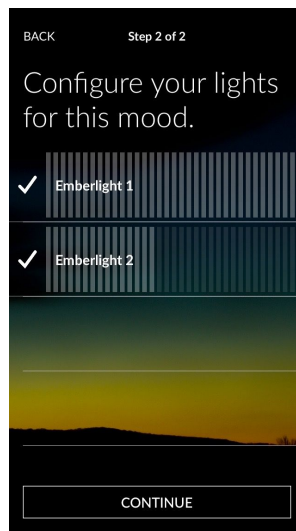 BACK Step 2 of 2
Configure your lights
for this mood.
Emberlight 1
Emberlight 2
CONTINUE